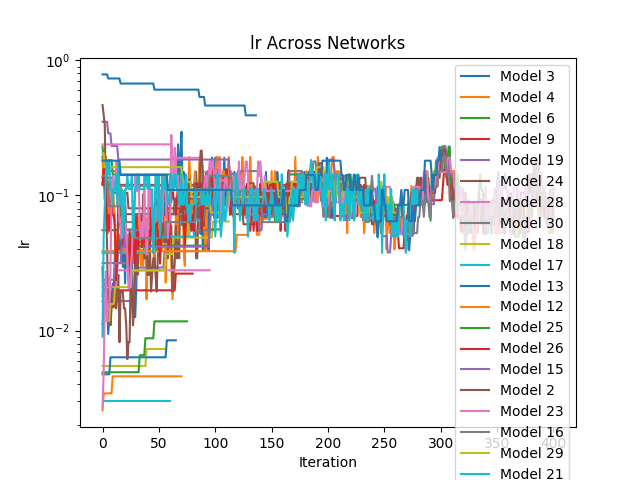 lr Across Networks
lr
10⁰
10⁻¹
10⁻²
0 50 100 150 200 250 300 350 400
Iteration
Model 3
Model 4
Model 6
Model 9
Model 19
Model 24
Model 28
Model 30
Model 18
Model 17
Model 13
Model 12
Model 25
Model 26
Model 15
Model 2
Model 23
Model 16
Model 29
Model 21